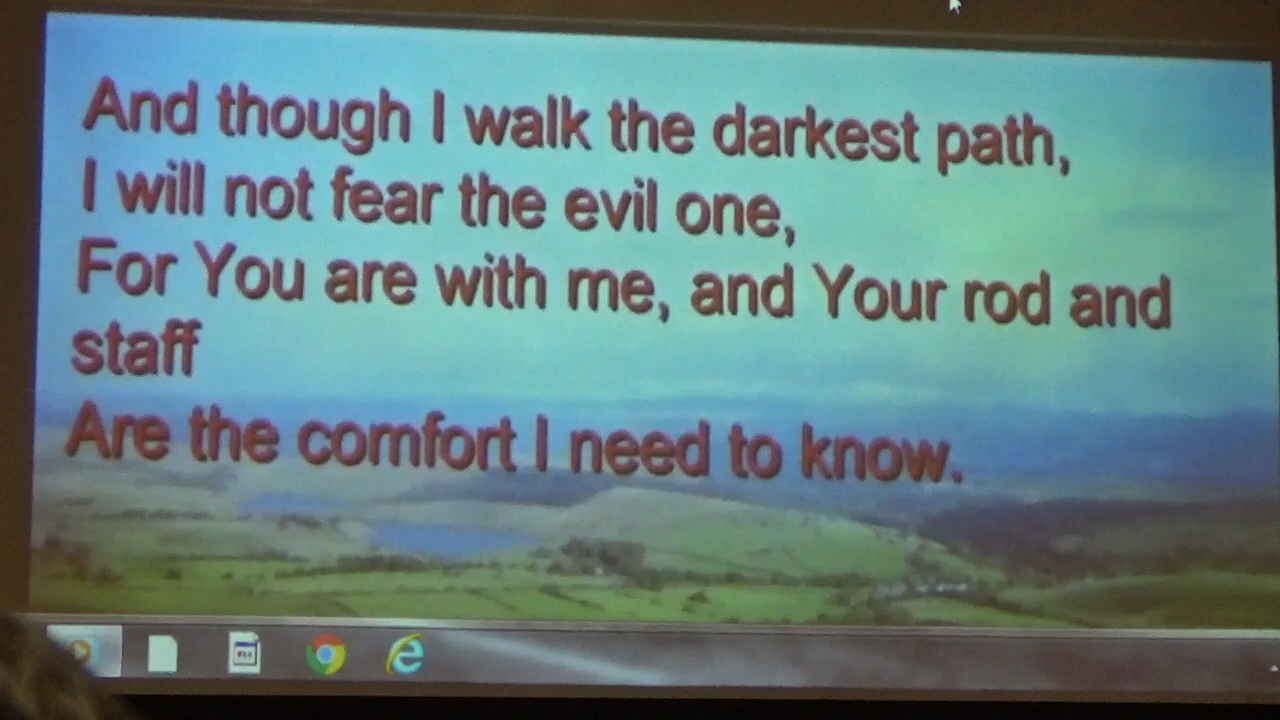 And though I walk the darkest path,
I will not fear the evil one,
For You are with me, and Your rod and
staff
Are the comfort I need to know.